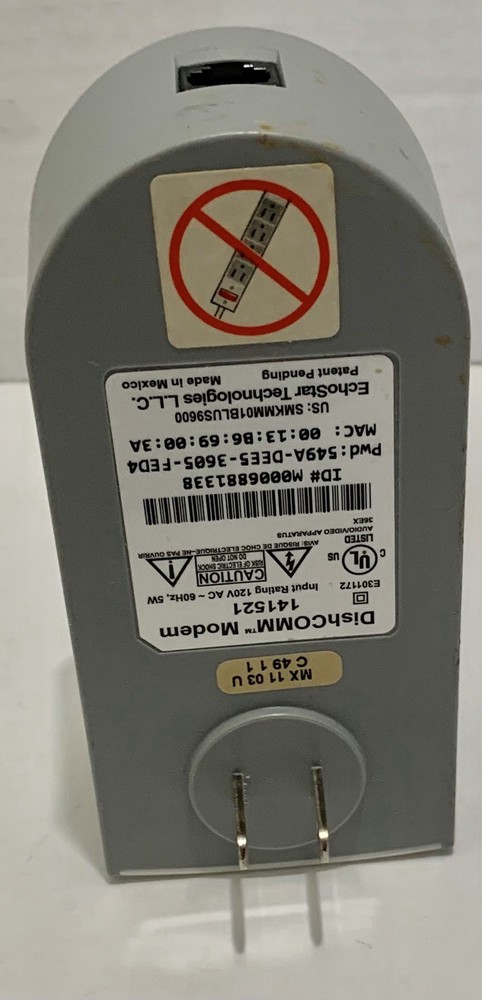 MX 11 03 U
C 49 1 1
DishCOMM™ Modem
141521
Input Rating 120V AC ~ 60Hz, 5W
E301172
C UL US
LISTED
AUDIO/VIDEO APPARATUS
36EX
CAUTION
RISK OF ELECTRIC SHOCK
DO NOT OPEN
AVIS: RISQUE DE CHOC ELECTRIQUE-NE PAS OUVRIR
ID# M00006881338
Pwd:549A-DEE5-3605-FED4
MAC: 00:13:B6:69:00:3A
US: SMKMM01BLUS9600
EchoStar Technologies L.L.C.
Patent Pending
Made in Mexico